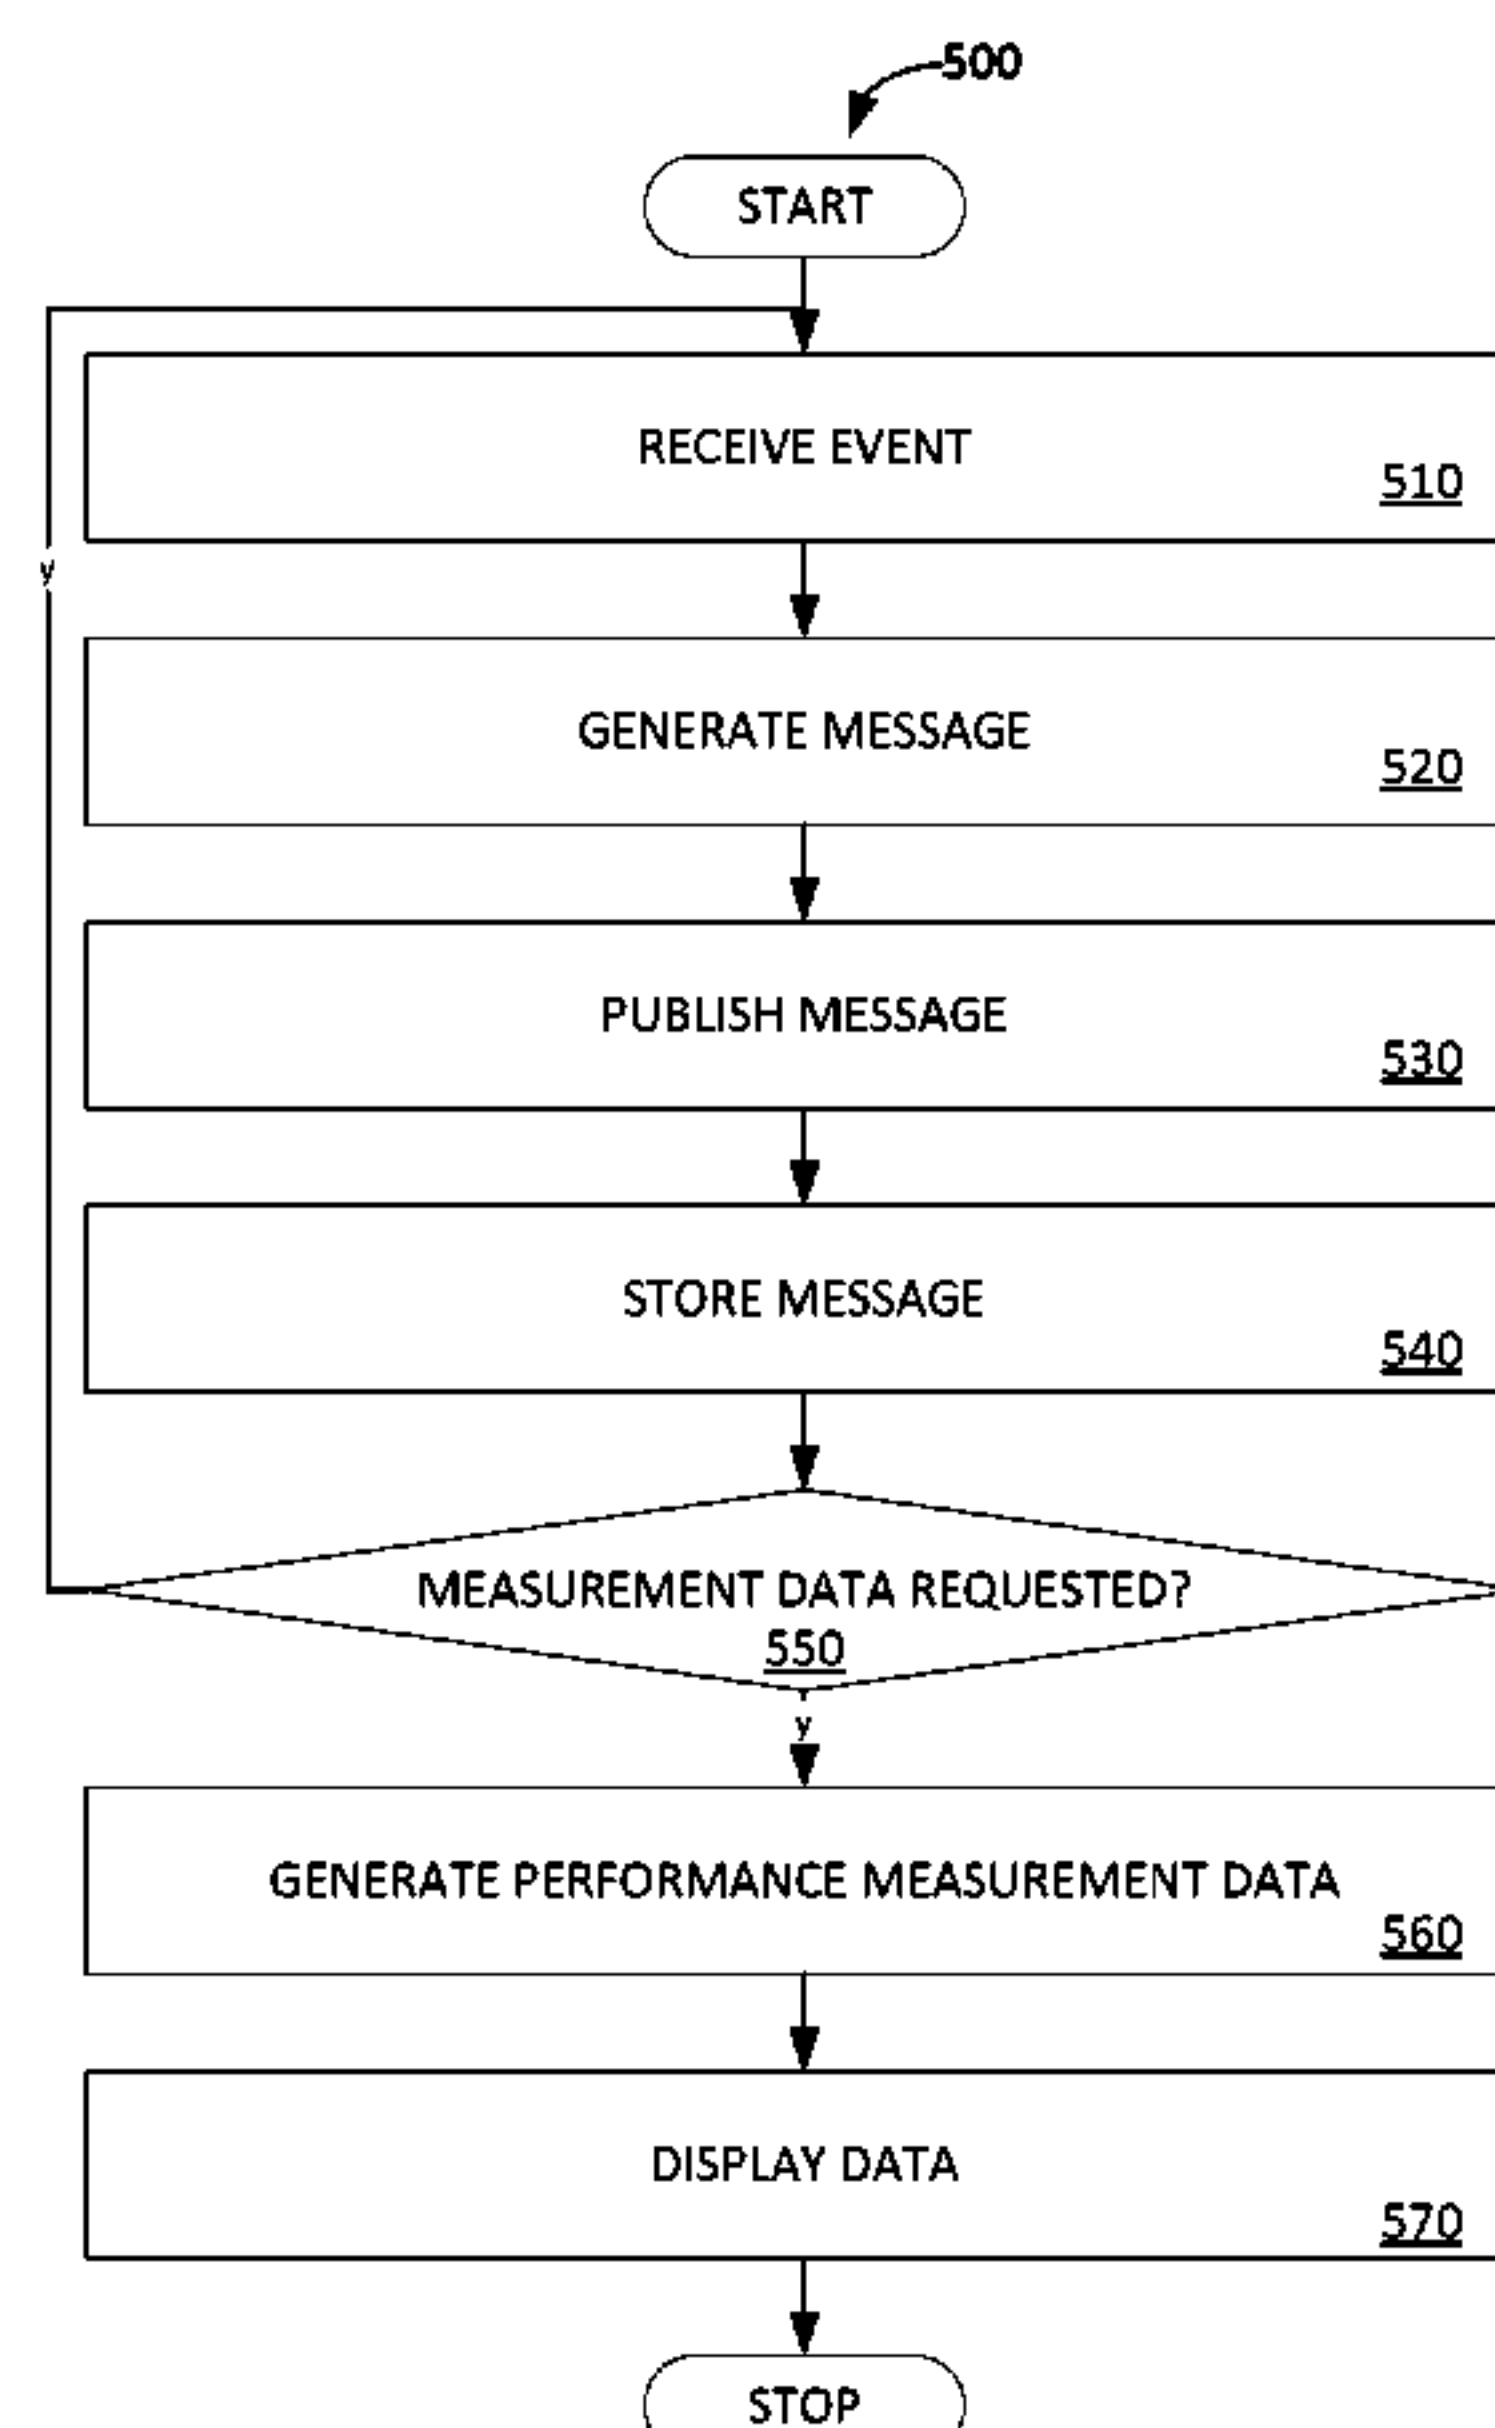 500
START
RECEIVE EVENT
510
y
GENERATE MESSAGE
520
PUBLISH MESSAGE
530
STORE MESSAGE
540
MEASUREMENT DATA REQUESTED?
550
y
GENERATE PERFORMANCE MEASUREMENT DATA
560
DISPLAY DATA
570
STOP